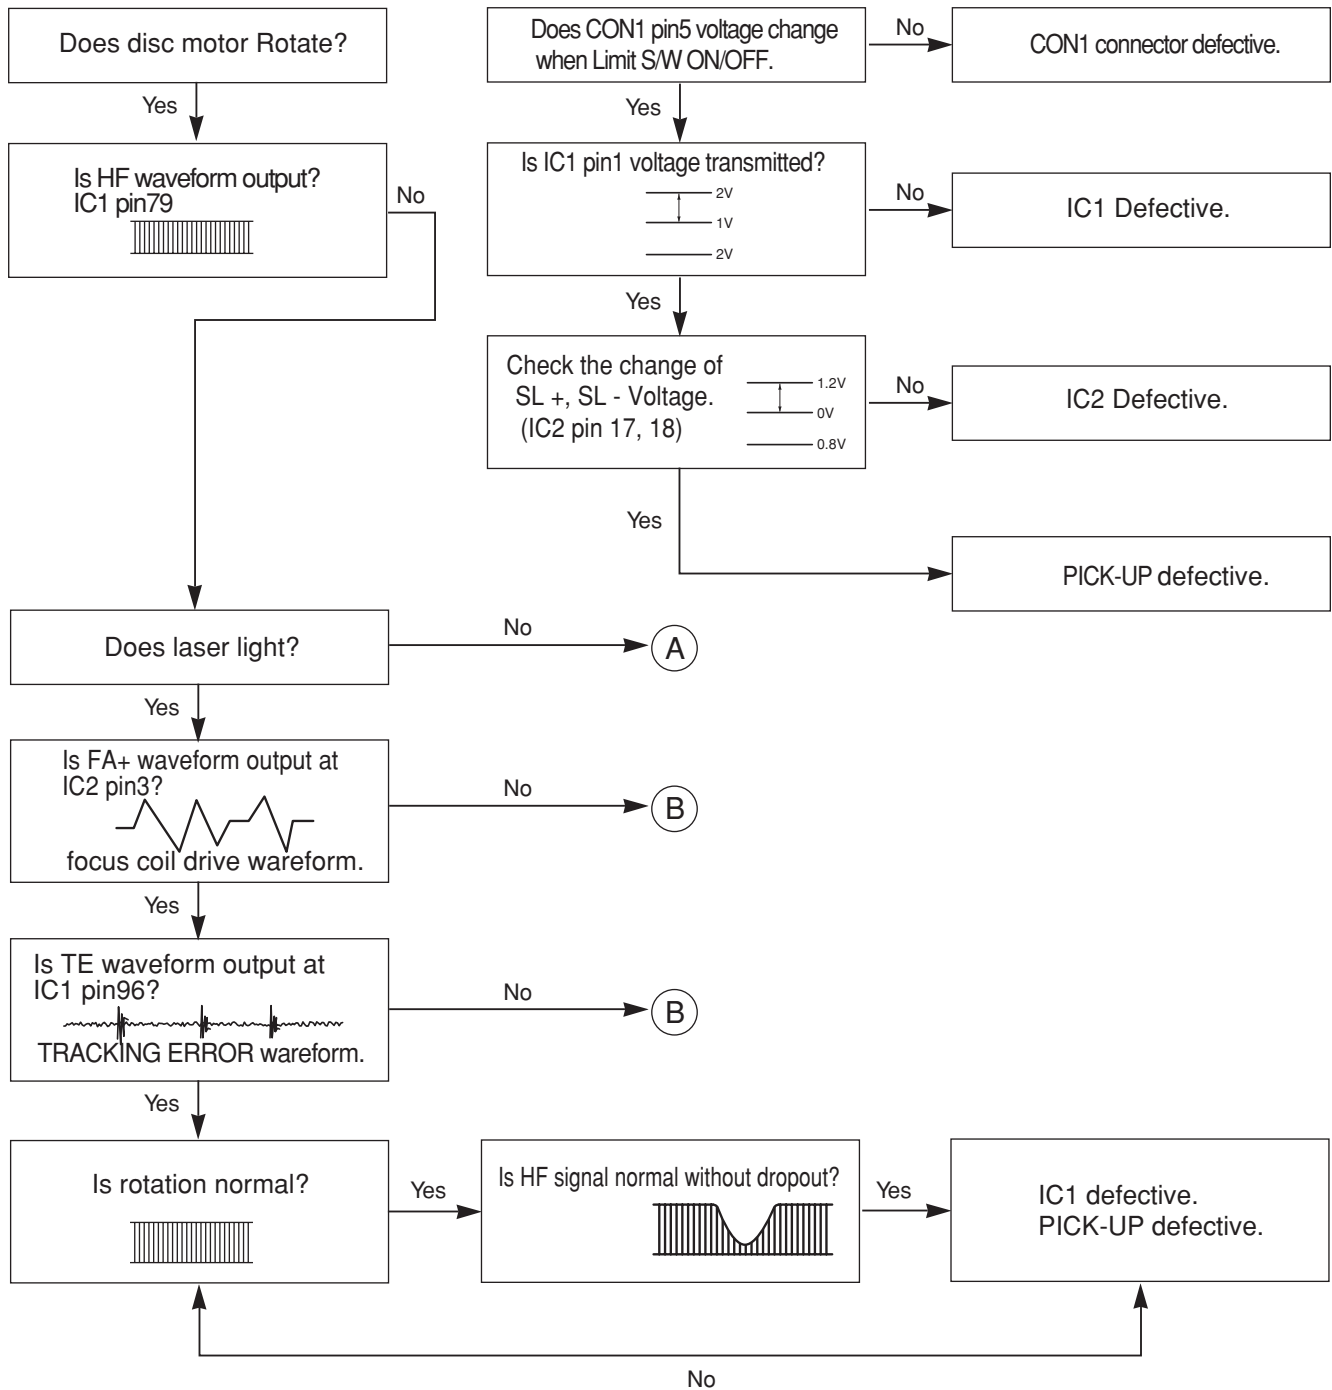 Does disc motor Rotate?
Yes
Is HF waveform output?
IC1 pin79
No
Does CON1 pin5 voltage change
when Limit S/W ON/OFF.
No
CON1 connector defective.
Yes
Is IC1 pin1 voltage transmitted?
2V
1V
2V
No
IC1 Defective.
Yes
Check the change of
SL +, SL - Voltage.
(IC2 pin 17, 18)
1.2V
0V
0.8V
No
IC2 Defective.
Yes
PICK-UP defective.
Does laser light?
No
A
Yes
Is FA+ waveform output at
IC2 pin3?
focus coil drive wareform.
No
B
Yes
Is TE waveform output at
IC1 pin96?
TRACKING ERROR wareform.
No
B
Yes
Is rotation normal?
Yes
Is HF signal normal without dropout?
Yes
IC1 defective.
PICK-UP defective.
No